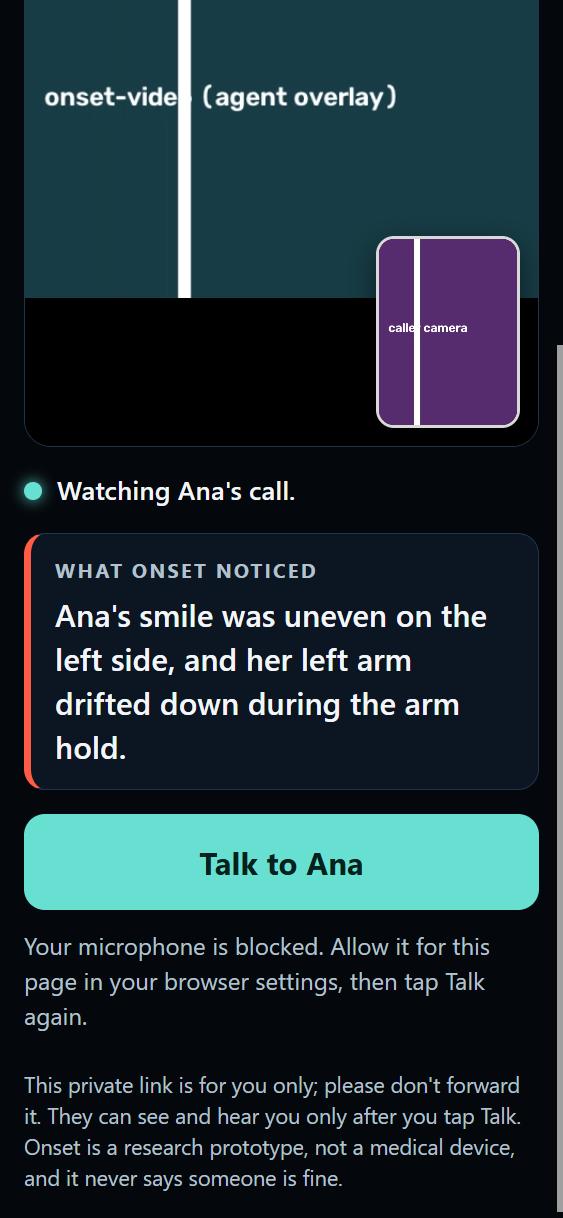 onset-vide (agent overlay)
calle camera
Watching Ana's call.
WHAT ONSET NOTICED
Ana's smile was uneven on the
left side, and her left arm
drifted down during the arm
hold.
Talk to Ana
Your microphone is blocked. Allow it for this
page in your browser settings, then tap Talk
again.
This private link is for you only; please don't forward
it. They can see and hear you only after you tap Talk.
Onset is a research prototype, not a medical device,
and it never says someone is fine.